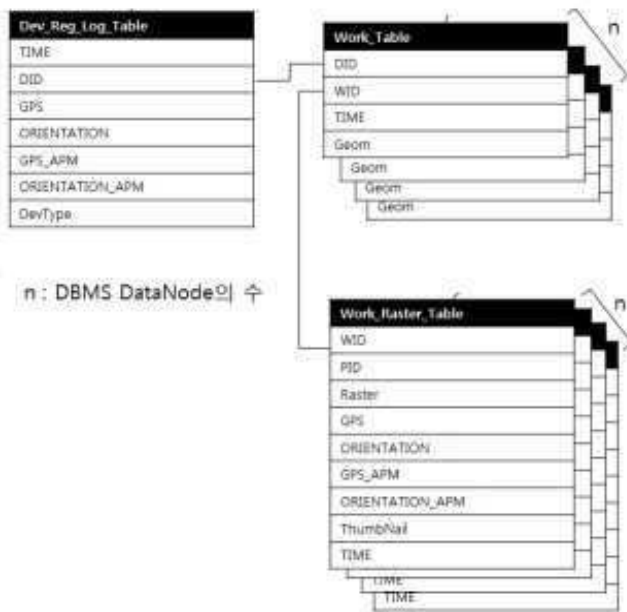 Dev_Reg_Log_Table
TIME
DID
GPS
ORIENTATION
GPS_APM
ORIENTATION_APM
DevType
n
Work_Table
DID
WID
TIME
Geom
Geom
Geom
Geom
n : DBMS DataNode의 수
n
Work_Raster_Table
WID
PID
Raster
GPS
ORIENTATION
GPS_APM
ORIENTATION_APM
ThumbNail
TIME
TIME
TIME